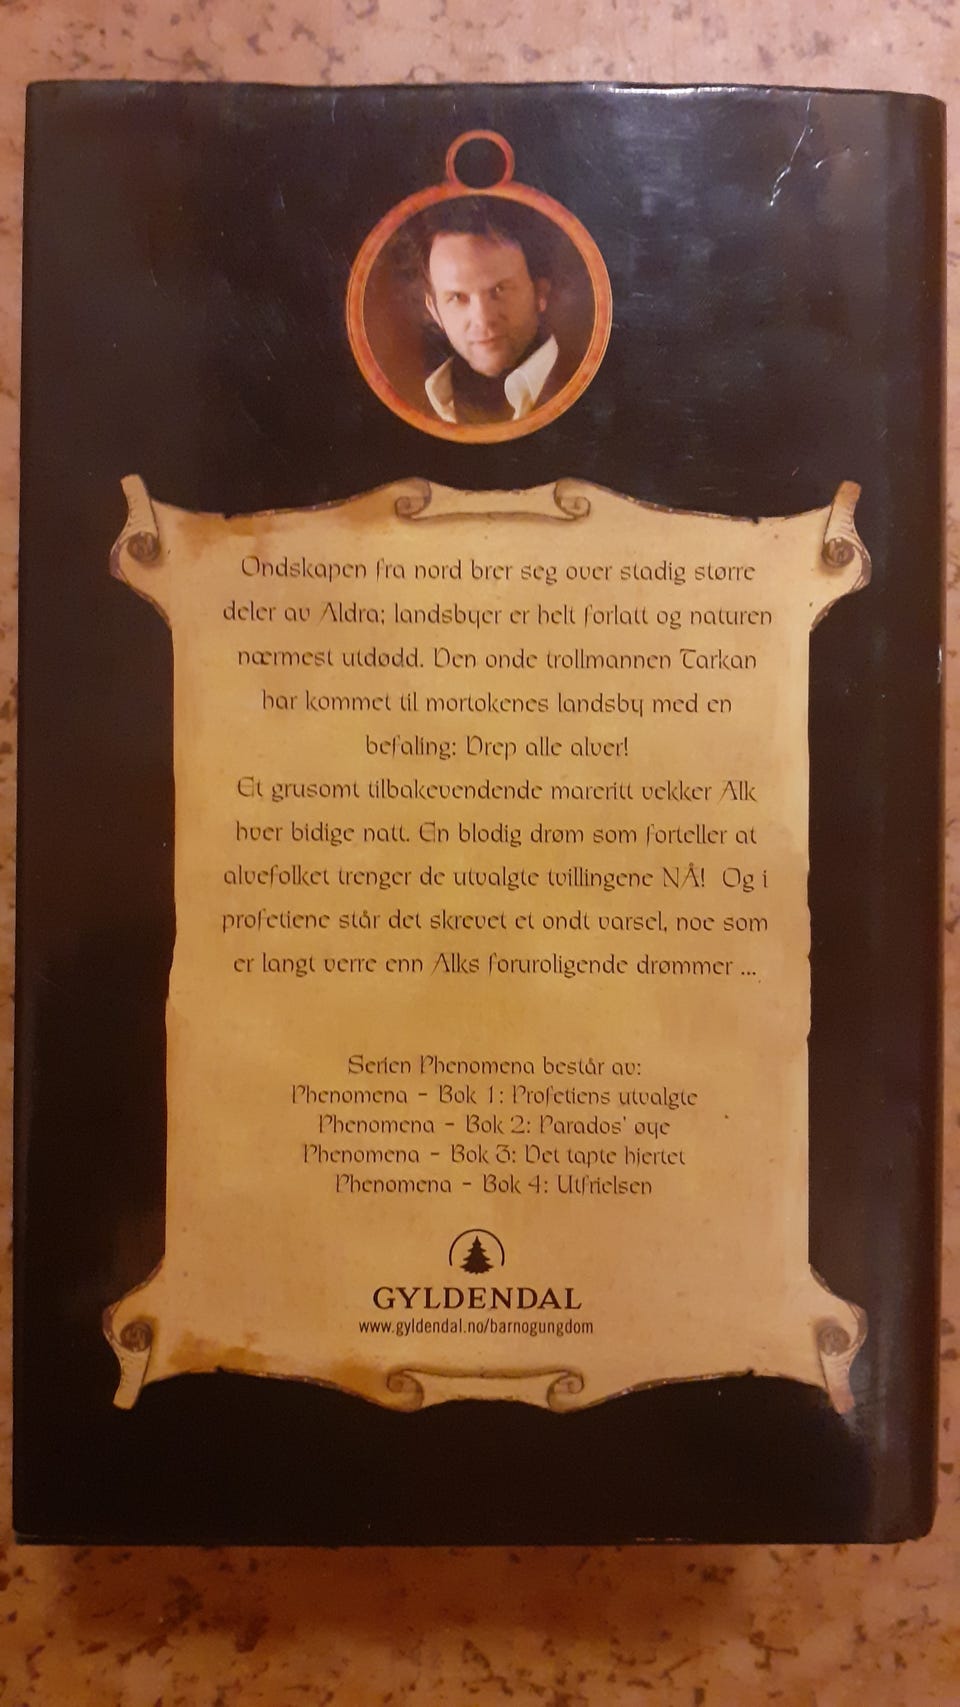 Ondskapen fra nord brer seg over stadig større
deler av Aldra; landsbyer er helt forlatt og naturen
nærmest utdødd. Den onde trollmannen Tarkan
har kommet til mortokenes landsby med en
befaling: Drep alle alver!
Et grusomt tilbakevendende mareritt vekker Alk
hver bidige natt. En blodig drøm som forteller at
alvefolket trenger de utvalgte tvillingene NÅ! Og i
profetiene står det skrevet et ondt varsel, noe som
er langt verre enn Alks foruroligende drømmer ...
Serien Phenomena består av:
Phenomena - Bok 1: Profetiens utvalgte
Phenomena - Bok 2: Parados' øye
Phenomena - Bok 3: Det tapte hjertet
Phenomena - Bok 4: Utfrielsen
GYLDENDAL
www.gyldendal.no/barnogungdom